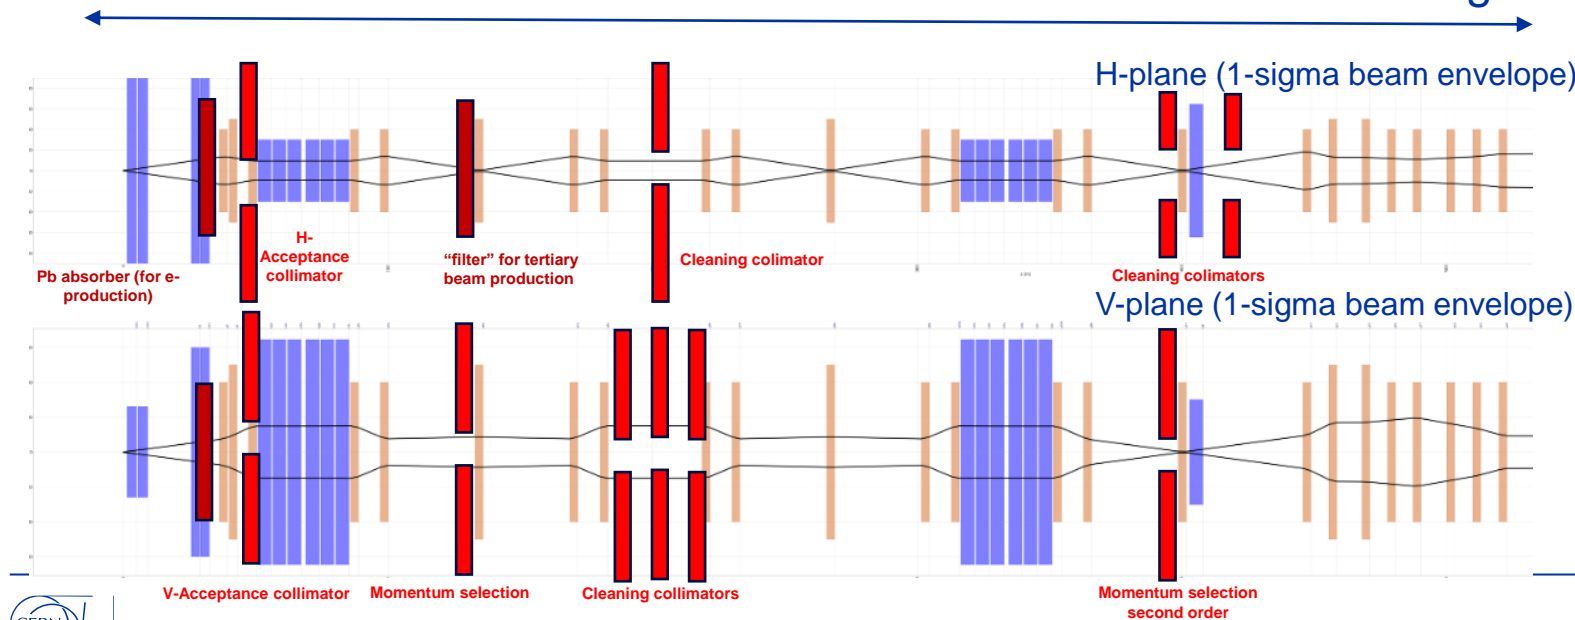 H-plane (1-sigma beam envelope)
H-
Acceptance
collimator
Pb absorber (for e-
production)
“filter” for tertiary
beam production
Cleaning colimator
Cleaning colimators
V-plane (1-sigma beam envelope)
V-Acceptance collimator
Momentum selection
Cleaning collimators
Momentum selection
second order